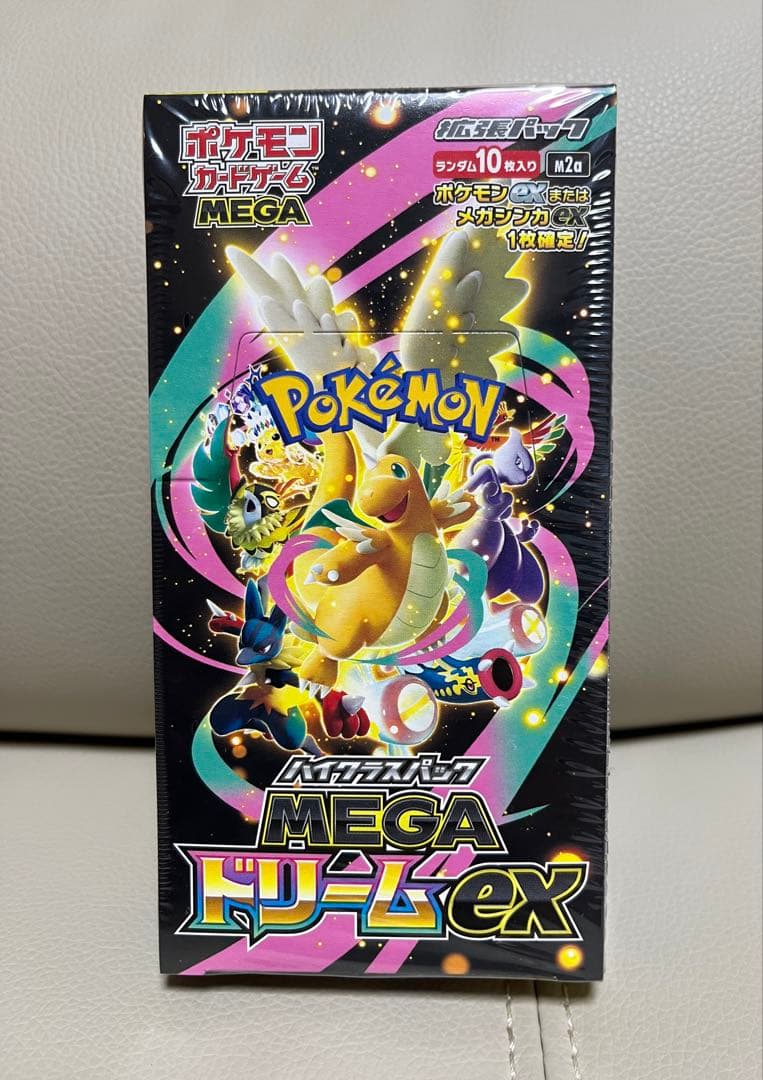 ポケモン
カードゲーム
MEGA
拡張パック
ランダム10枚入り M2a
ポケモンexまたは
メガシンカex
1枚確定!
POKéMON
TM
ハイクラスパック
MEGA
ドリームex